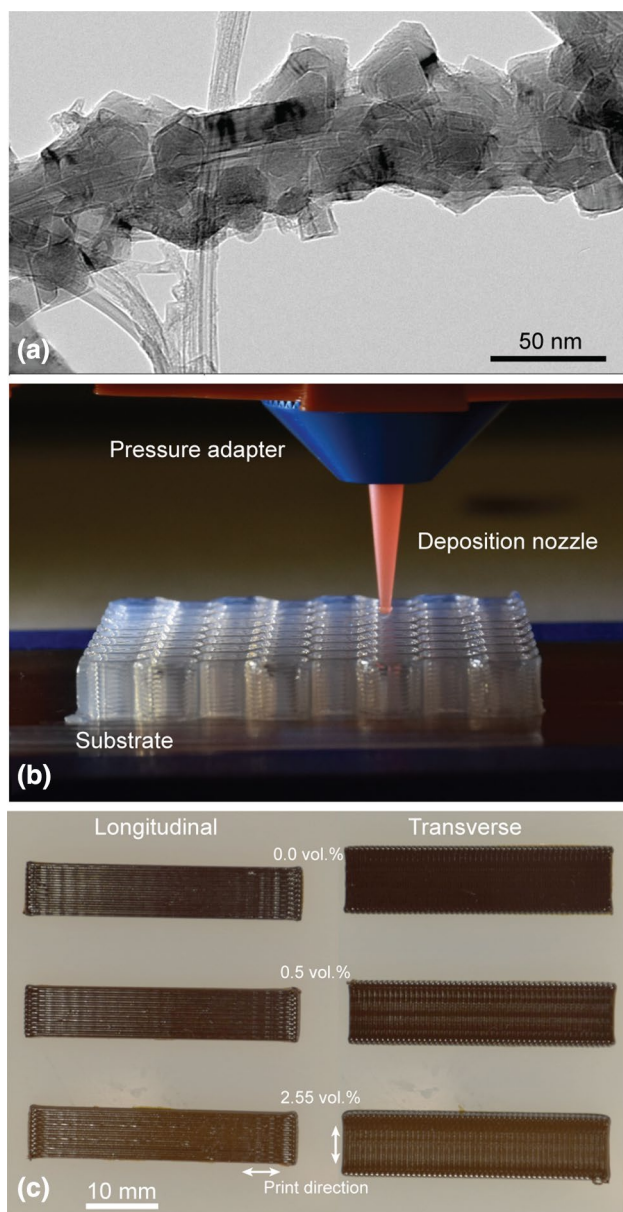 50 nm
(a)
Pressure adapter
Deposition nozzle
Substrate
(b)
Longitudinal
Transverse
0.0 vol.%
0.5 vol.%
2.55 vol.%
Print direction
10 mm
(c)